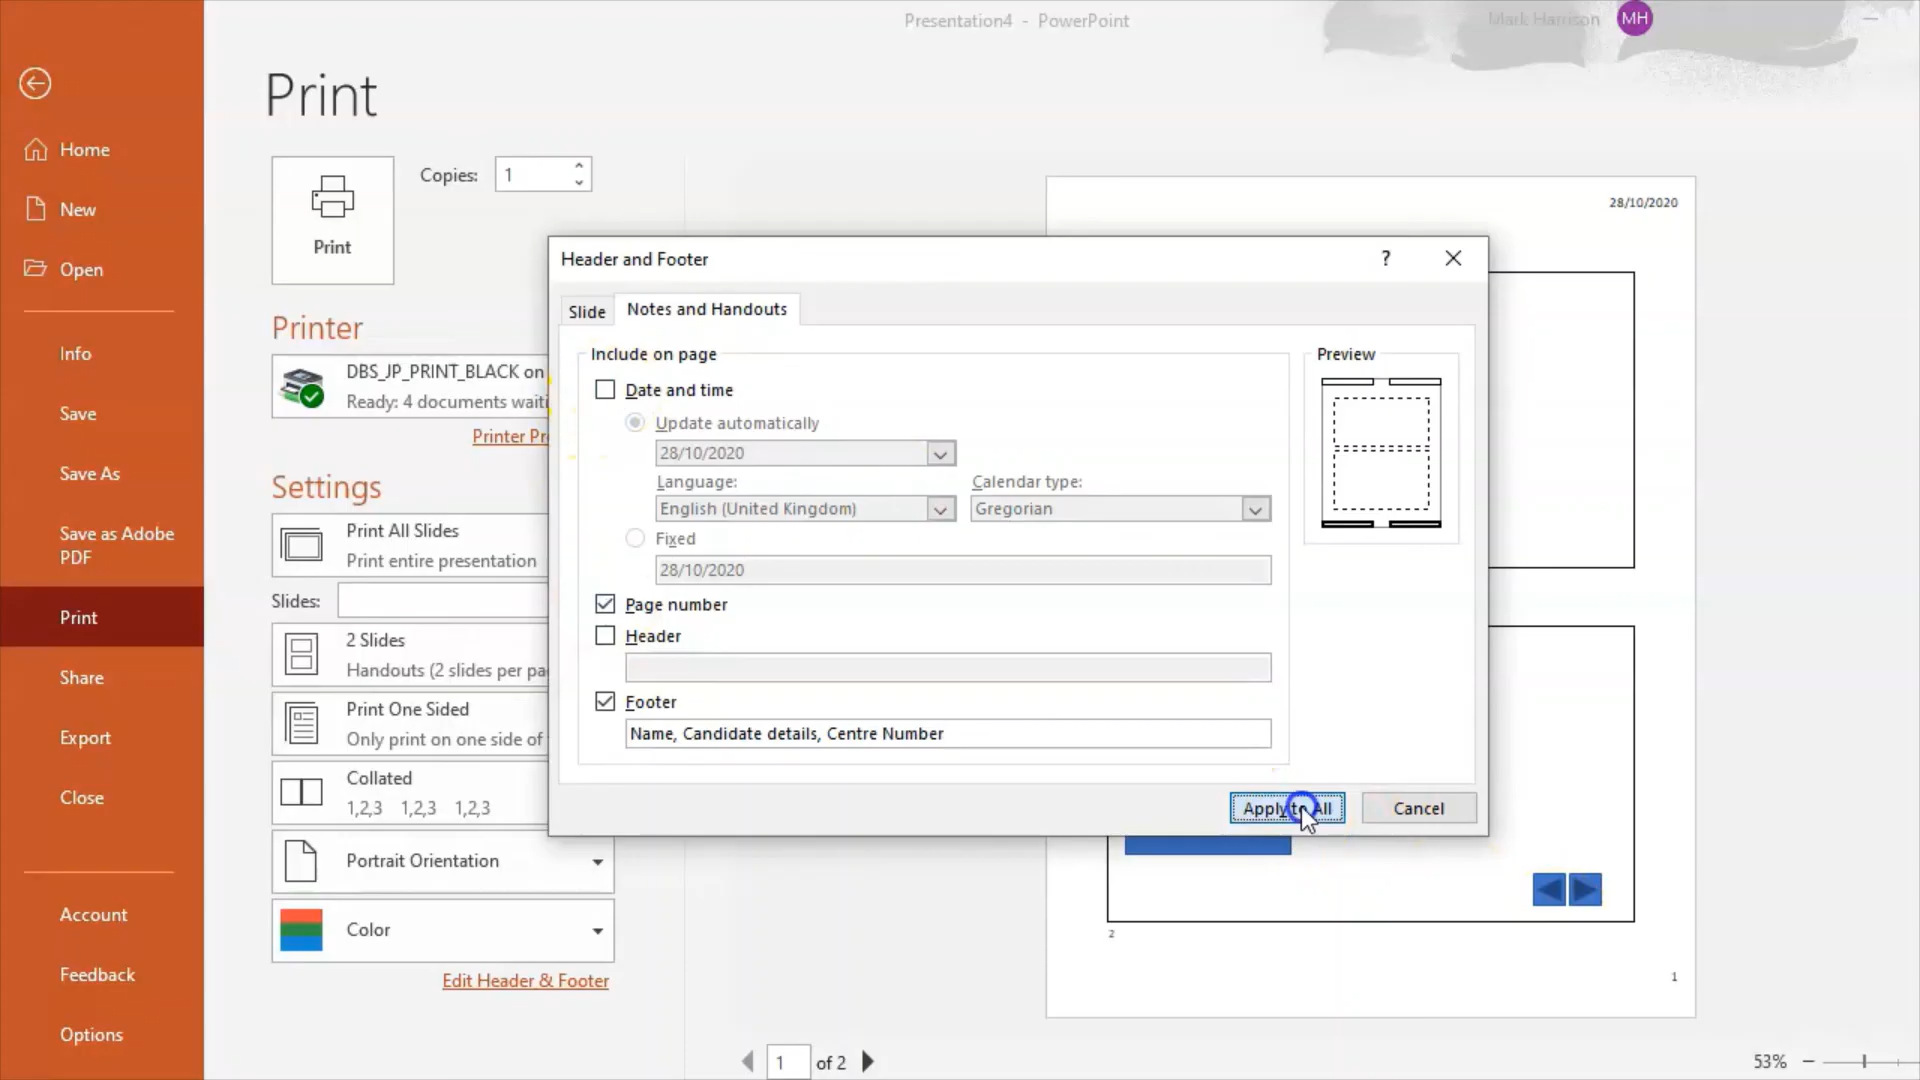 Presentation4 - PowerPoint
Mark Harrison
MH
Home
New
Open
Info
Save
Save As
Save as Adobe
PDF
Print
Share
Export
Close
Account
Feedback
Options
Print
Print
Copies:
1
Printer
DBS_JP_PRINT_BLACK on
Ready: 4 documents waiti
Printer Pr
Settings
Print All Slides
Print entire presentation
Slides:
2 Slides
Handouts (2 slides per pa
Print One Sided
Only print on one side of
Collated
1,2,3 1,2,3 1,2,3
Portrait Orientation
Color
Edit Header & Footer
Header and Footer
?
Slide
Notes and Handouts
Include on page
Date and time
Update automatically
28/10/2020
Language:
Calendar type:
English (United Kingdom)
Gregorian
Fixed
28/10/2020
Page number
Header
Footer
Name, Candidate details, Centre Number
Preview
Apply to All
Cancel
28/10/2020
2
1
1 of 2
53%